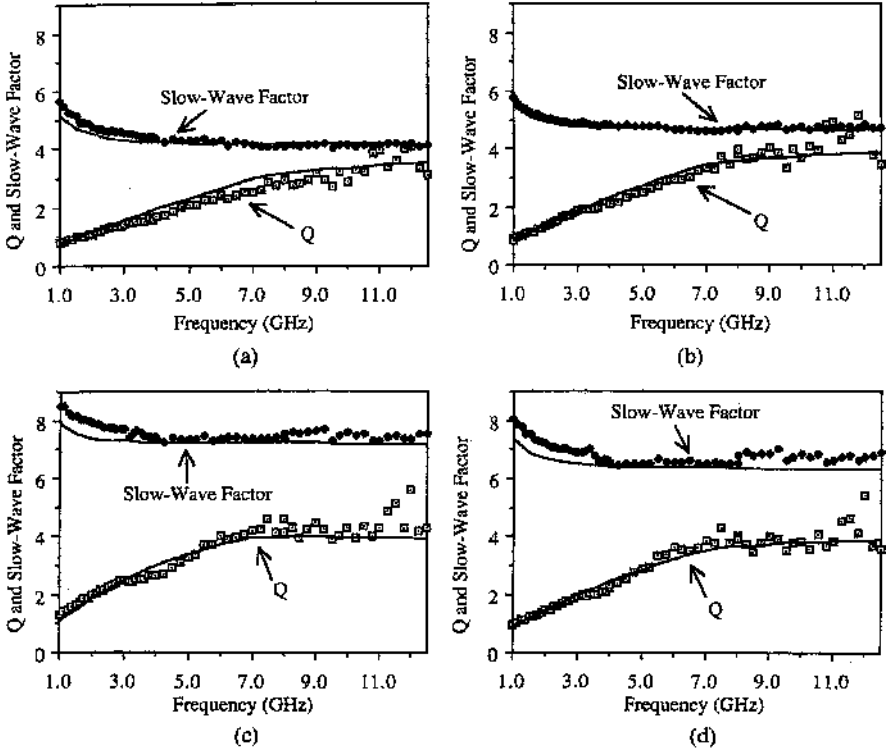 Q and Slow-Wave Factor
8
6
4
2
0
Slow-Wave Factor
Q
1.0 3.0 5.0 7.0 9.0 11.0
Frequency (GHz)
(a)
Q and Slow-Wave Factor
8
6
4
2
0
Slow-Wave Factor
Q
1.0 3.0 5.0 7.0 9.0 11.0
Frequency (GHz)
(b)
Q and Slow-Wave Factor
8
6
4
2
0
Slow-Wave Factor
Q
1.0 3.0 5.0 7.0 9.0 11.0
Frequency (GHz)
(c)
Q and Slow-Wave Factor
8
6
4
2
0
Slow-Wave Factor
Q
1.0 3.0 5.0 7.0 9.0 11.0
Frequency (GHz)
(d)